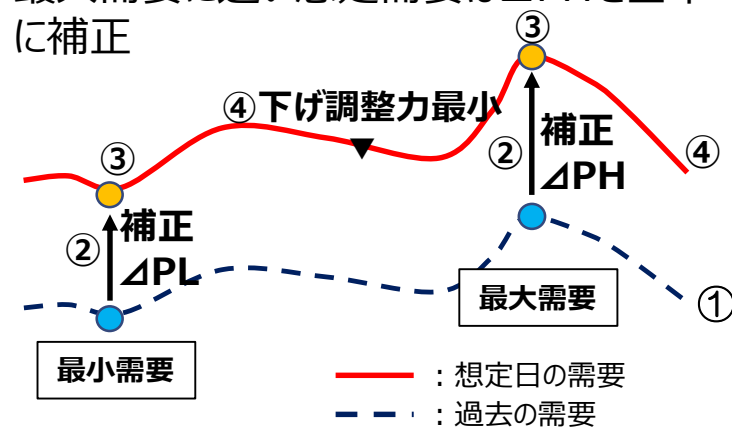 に補正
③
④下げ調整力最小
補正
②
⊿PH
④
③
補正
②
⊿PL
最大需要
①
最小需要
：想定日の需要
：過去の需要